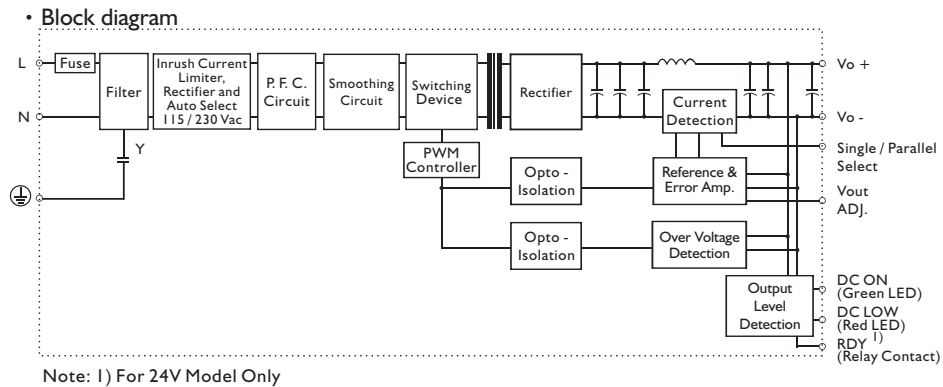 • Block diagram
L
Fuse
N
Filter
Inrush Current
Limiter,
Rectifier and
Auto Select
115 / 230 Vac
P. F. C.
Circuit
Smoothing
Circuit
Switching
Device
Rectifier
Current
Detection
Vo +
Vo -
Single / Parallel
Select
Vout
ADJ.
Y
PWM
Controller
Opto -
Isolation
Reference &
Error Amp.
Opto -
Isolation
Over Voltage
Detection
Output
Level
Detection
DC ON
(Green LED)
DC LOW
(Red LED)
RDY 1)
(Relay Contact)
Note: 1) For 24V Model Only